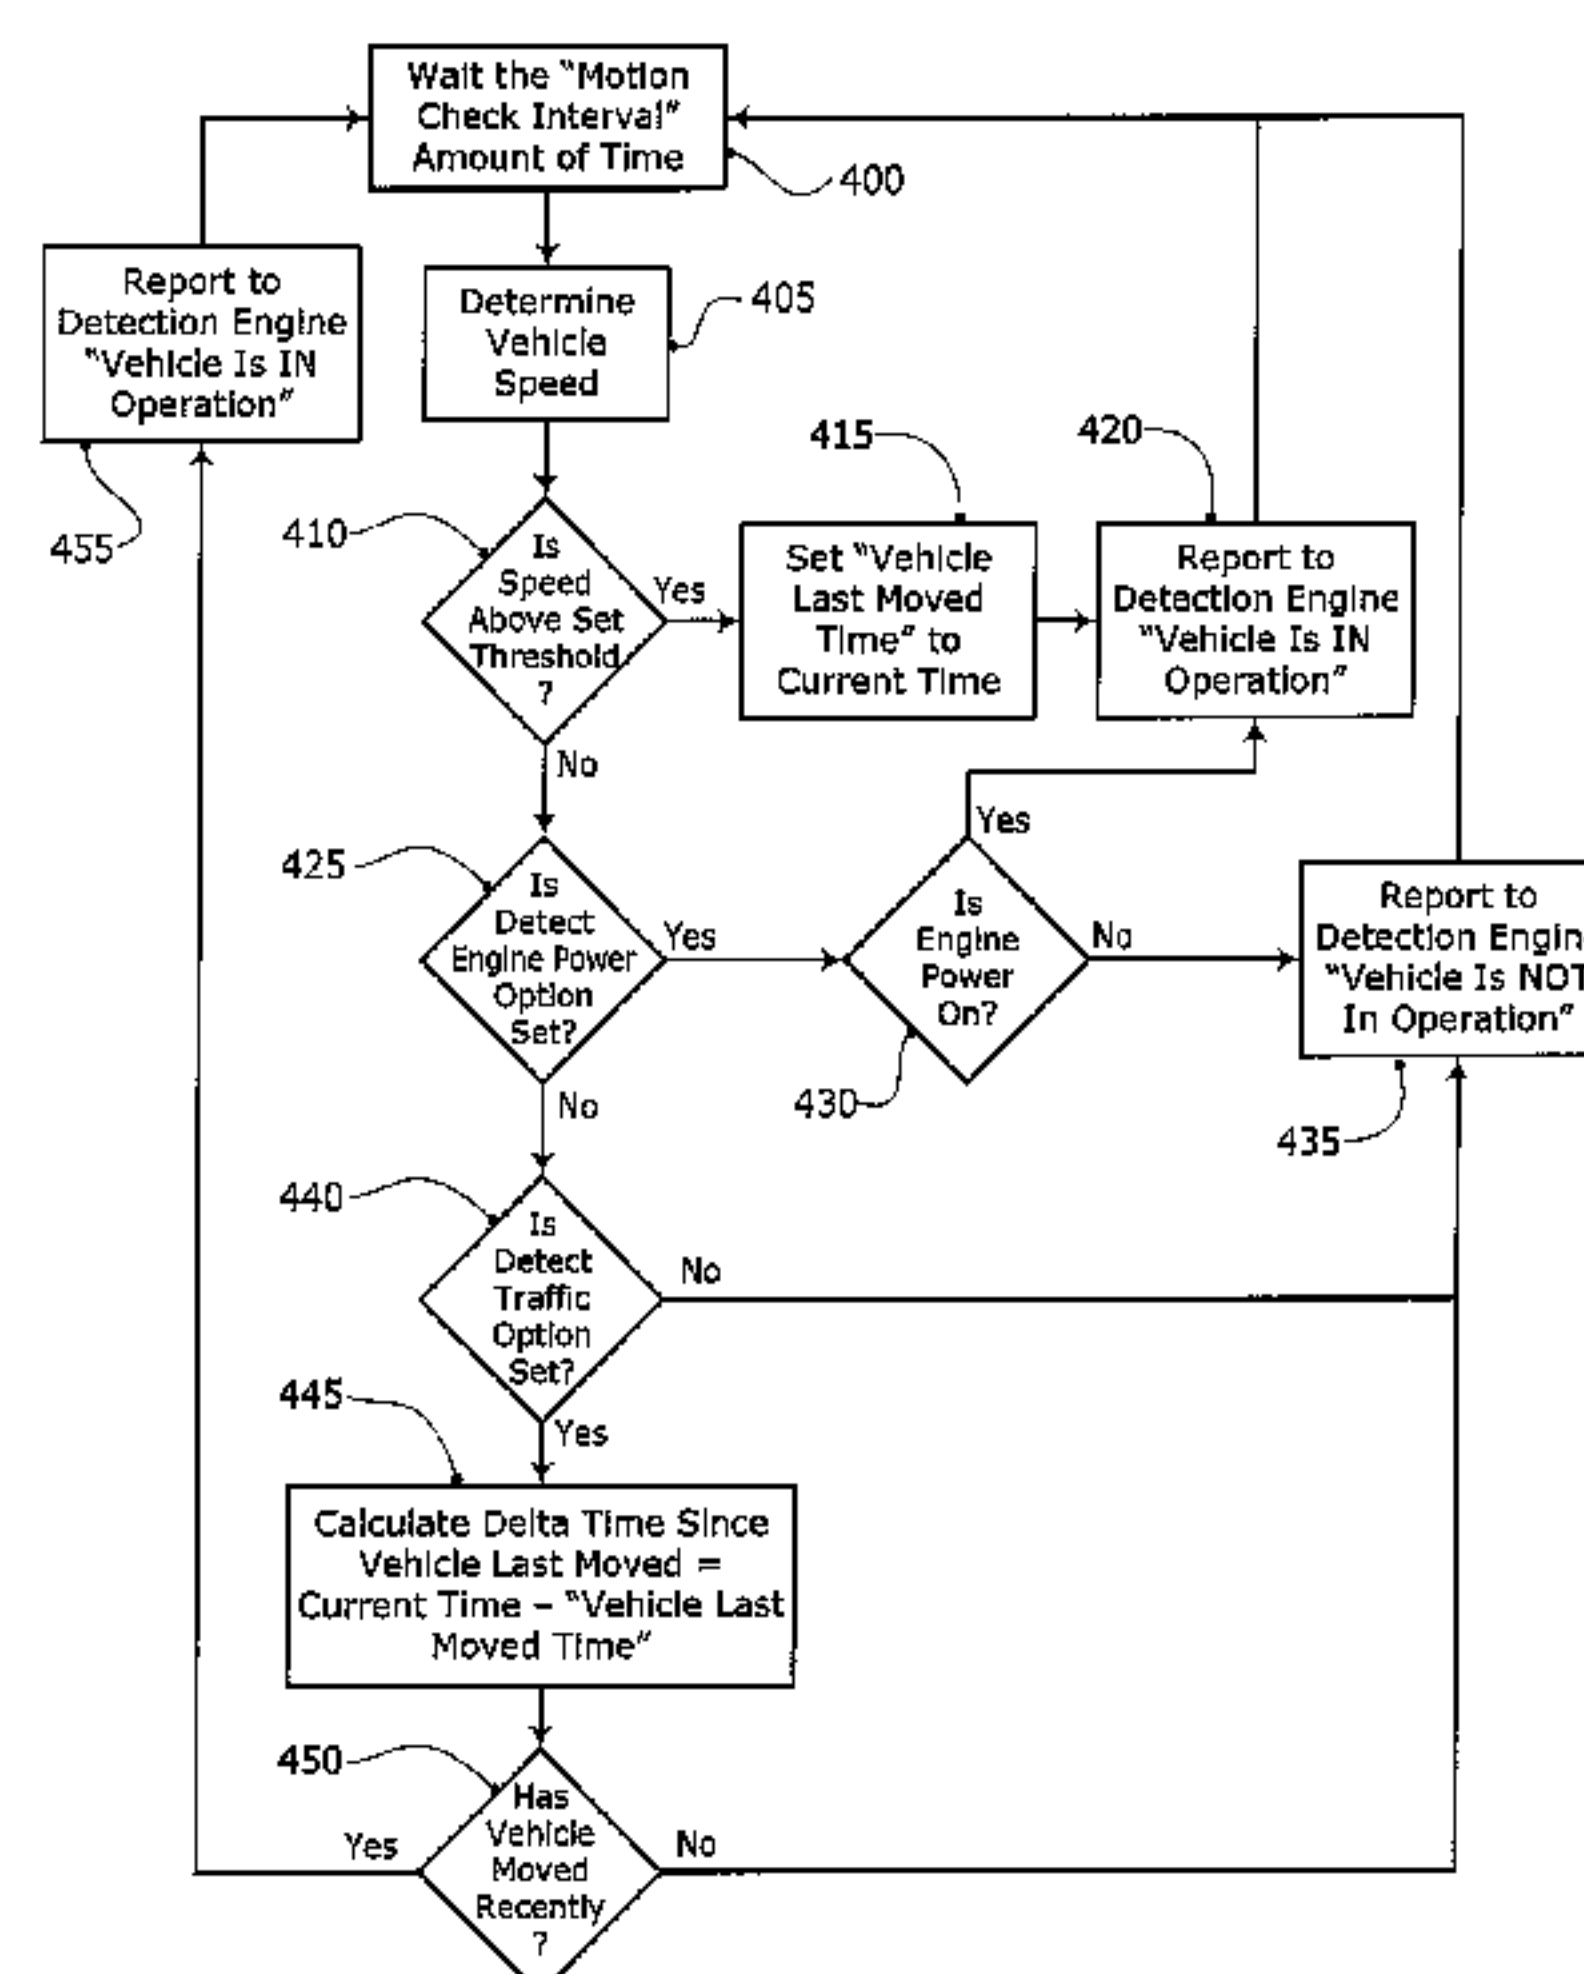 Wait the "Motion
Check Interval"
Amount of Time
400
Report to
Detection Engine
"Vehicle Is IN
Operation"
455
Determine
Vehicle
Speed
405
410
Is
Speed
Above Set
Threshold
?
Yes
No
415
Set "Vehicle
Last Moved
Time" to
Current Time
420
Report to
Detection Engine
"Vehicle Is IN
Operation"
425
Is
Detect
Engine Power
Option
Set?
Yes
No
Is
Engine
Power
On?
Yes
No
430
Report to
Detection Engin
"Vehicle Is NOT
In Operation"
435
440
Is
Detect
Traffic
Option
Set?
No
Yes
445
Calculate Delta Time Since
Vehicle Last Moved =
Current Time – "Vehicle Last
Moved Time"
450
Has
Vehicle
Moved
Recently
?
Yes
No